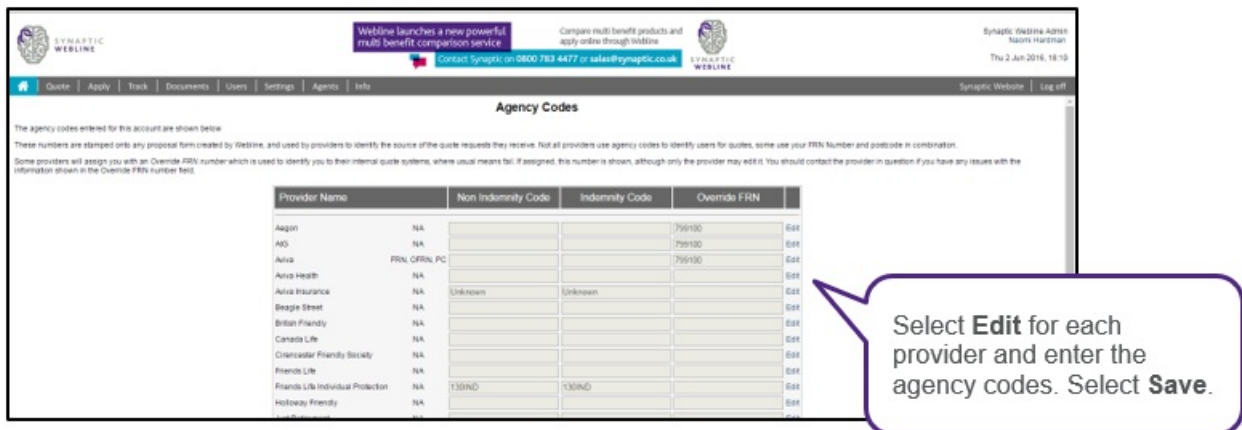 SYNAPTIC
WEBLINE
Webline launches a new powerful
multi benefit comparison service
Compare multi benefit products and
apply online through Webline
Contact Synaptic on 0800 783 4477 or sales@synaptic.co.uk
SYNAPTIC
WEBLINE
Synaptic Webline Admin
Naomi Hardman
Thu 2 Jun 2016, 16:10
Quote | Apply | Track | Documents | Users | Settings | Agents | Info
Synaptic Website | Log off
Agency Codes
The agency codes entered for this account are shown below
These numbers are stamped onto any proposal form created by Webline, and used by providers to identify the source of the quote requests they receive. Not all providers use agency codes to identify users for quotes, some use your FRN Number and postcode in combination.
Some providers will assign you with an Override FRN number which is used to identify you to their internal quote systems, where usual means fail. If assigned, this number is shown, although only the provider may edit it. You should contact the provider in question if you have any issues with the
information shown in the Override FRN number field.
Provider Name Non Indemnity Code Indemnity Code Override FRN
Aegon NA 799100 Edit
AIG NA 799100 Edit
Aviva FRN, OFRN, PC 799100 Edit
Aviva Health NA Edit
Aviva Insurance NA Unknown Unknown Edit
Beagle Street NA Edit
British Friendly NA Edit
Canada Life NA Edit
Cirencester Friendly Society NA Edit
Friends Life NA Edit
Friends Life Individual Protection NA 130IND 130IND Edit
Holloway Friendly NA Edit
Select Edit for each
provider and enter the
agency codes. Select Save.